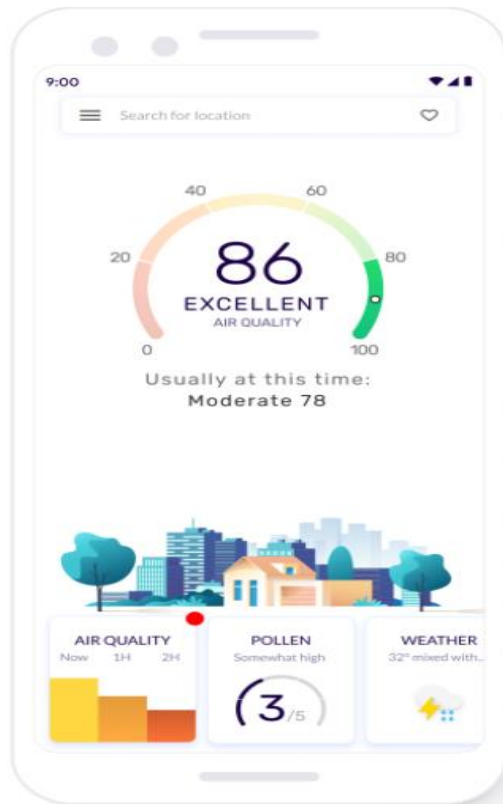 9:00
Search for location
40 60
20 80
86
EXCELLENT
AIR QUALITY
0 100
Usually at this time:
Moderate 78
AIR QUALITY
Now 1H 2H
POLLEN
Somewhat high
3/5
WEATHER
32° mixed with..